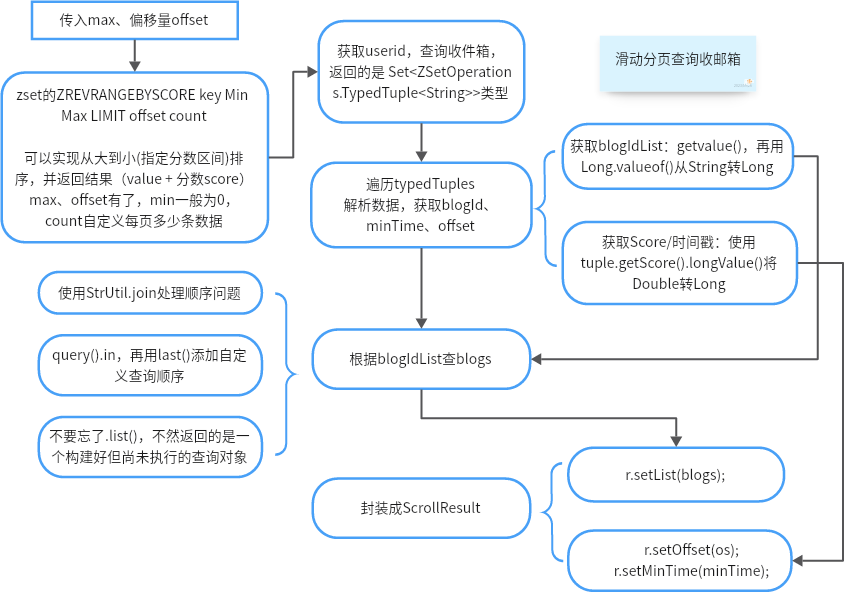 传入max、偏移量offset
zset的ZREVRANGEBYSCORE key Min
Max LIMIT offset count
可以实现从大到小(指定分数区间)排
序，并返回结果（value + 分数score）
max、offset有了，min一般为0，
count自定义每页多少条数据
获取userid，查询收件箱，
返回的是 Set<ZSetOperation
s.TypedTuple<String>>类型
滑动分页查询收邮箱
遍历typedTuples
解析数据，获取blogId、
minTime、offset
获取blogIdList：getvalue()，再用
Long.valueof()从String转Long
获取Score/时间戳：使用
tuple.getScore().longValue()将
Double转Long
使用StrUtil.join处理顺序问题
query().in，再用last()添加自定
义查询顺序
不要忘了.list()，不然返回的是一
个构建好但尚未执行的查询对象
根据blogIdList查blogs
封装成ScrollResult
r.setList(blogs);
r.setOffset(os);
r.setMinTime(minTime);